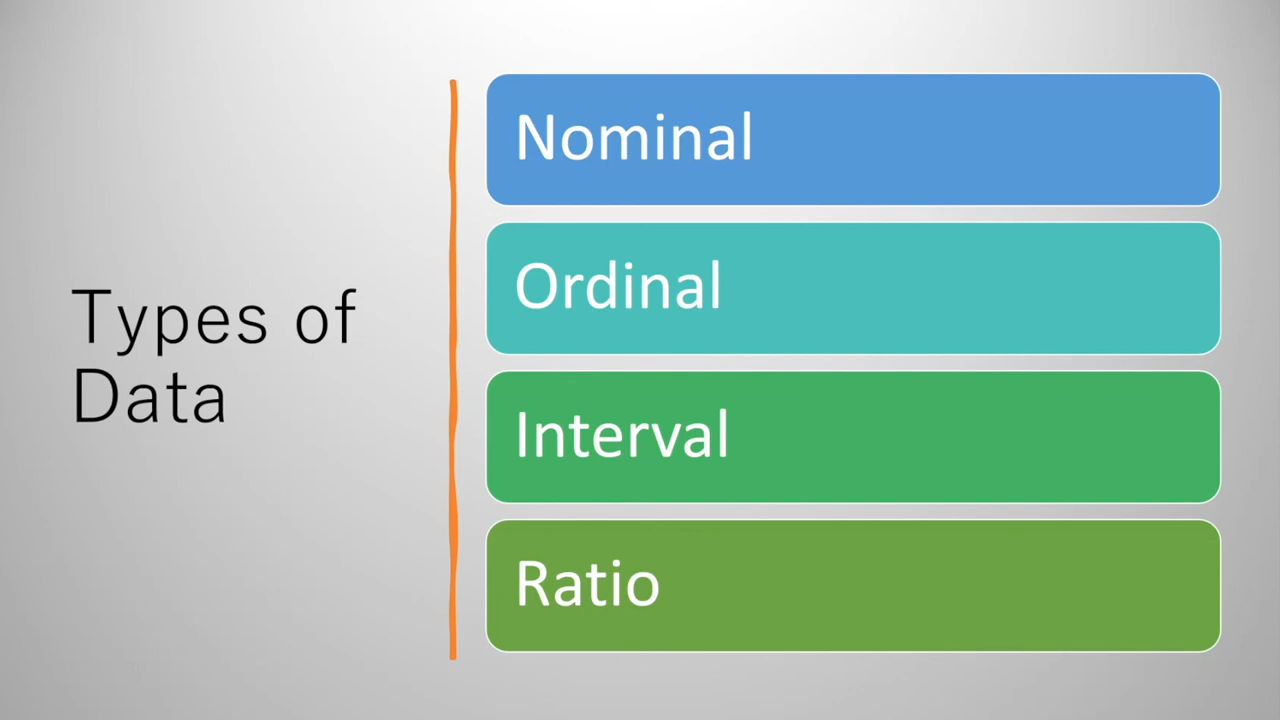 Types of
Data
Nominal
Ordinal
Interval
Ratio